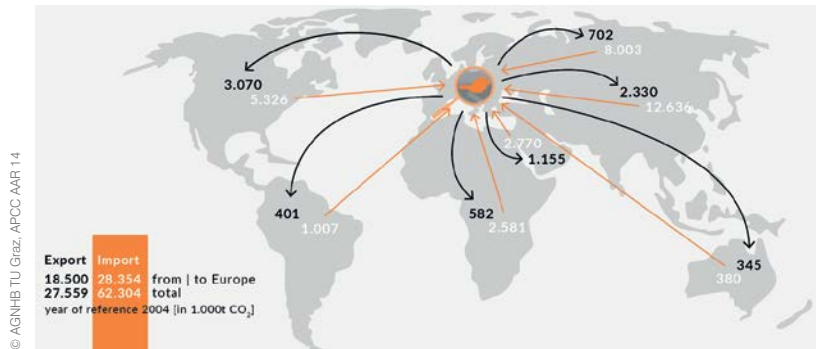 702
8.003
3.070
5.326
2.330
12.636
2.770
1.155
401
1.007
582
2.581
345
380
Export Import
18.500 28.354 from | to Europe
27.559 62.304 total
year of reference 2004 [in 1.000t CO₂]
© AGNHB TU Graz, APCC AAR14